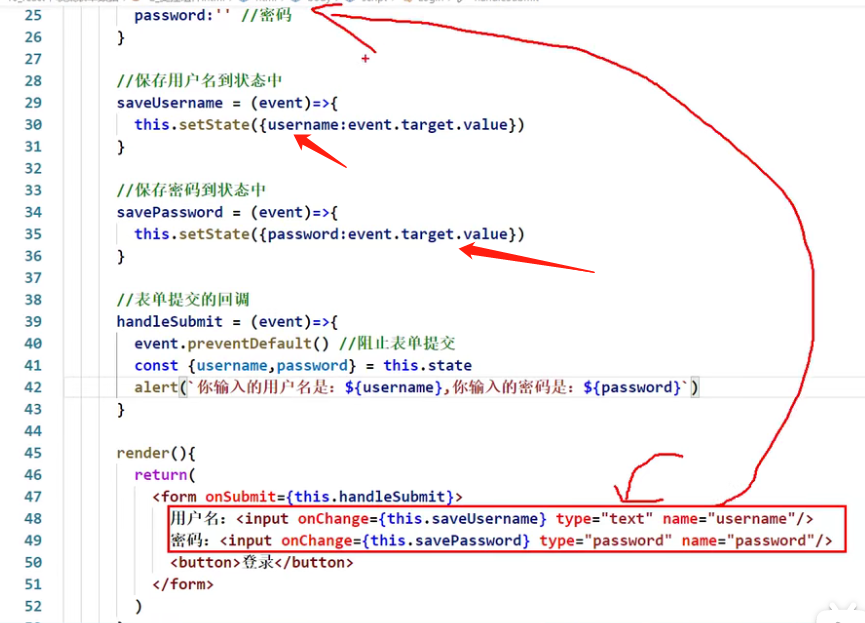 25 password:'' //密码
26 }
27
28 //保存用户名到状态中
29 saveUsername = (event)=>{
30 this.setState({username:event.target.value})
31 }
32
33 //保存密码到状态中
34 savePassword = (event)=>{
35 this.setState({password:event.target.value})
36 }
37
38 //表单提交的回调
39 handleSubmit = (event)=>{
40 event.preventDefault() //阻止表单提交
41 const {username,password} = this.state
42 alert(`你输入的用户名是：${username},你输入的密码是：${password}`)
43 }
44
45 render(){
46 return(
47 <form onSubmit={this.handleSubmit}>
48 用户名：<input onChange={this.saveUsername} type="text" name="username"/>
49 密码：<input onChange={this.savePassword} type="password" name="password"/>
50 <button>登录</button>
51 </form>
52 )